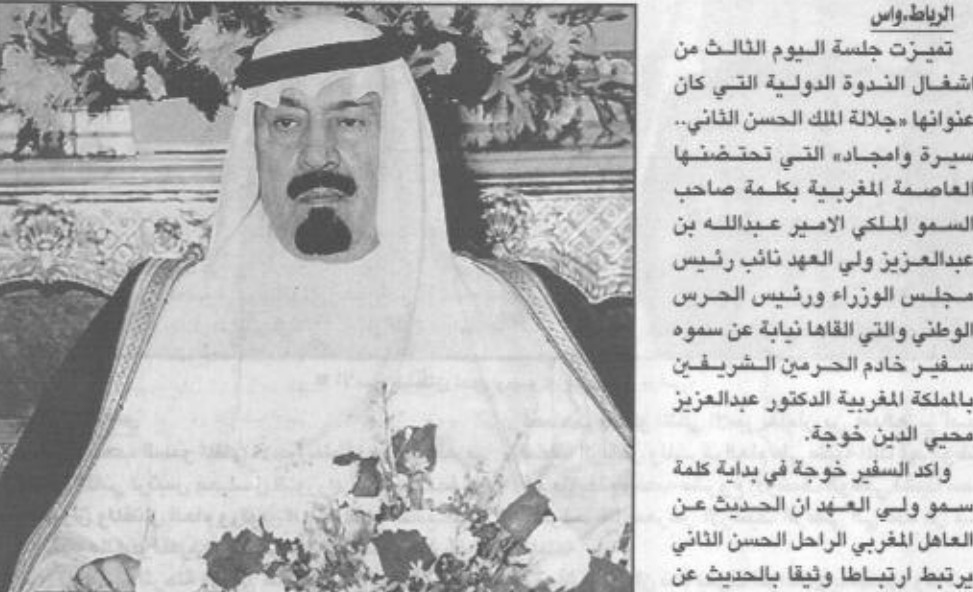 الرباط.واس
تميزت جلسة اليوم الثالث من
اشغال الندوة الدولية التي كان
عنوانها «جلالة الملك الحسن الثاني..
سيرة وامجاد» التي تحتضنها
العاصمة المغربية بكلمة صاحب
السمو الملكي الامير عبدالله بن
عبدالعزيز ولي العهد نائب رئيس
مجلس الوزراء ورئيس الحرس
الوطني والتي القاها نيابة عن سموه
سفير خادم الحرمين الشريفين
بالمملكة المغربية الدكتور عبدالعزيز
محيي الدين خوجة.
واكد السفير خوجة في بداية كلمة
سمو ولي العهد ان الحديث عن
العاهل المغربي الراحل الحسن الثاني
يرتبط ارتباطا وثيقا بالحديث عن